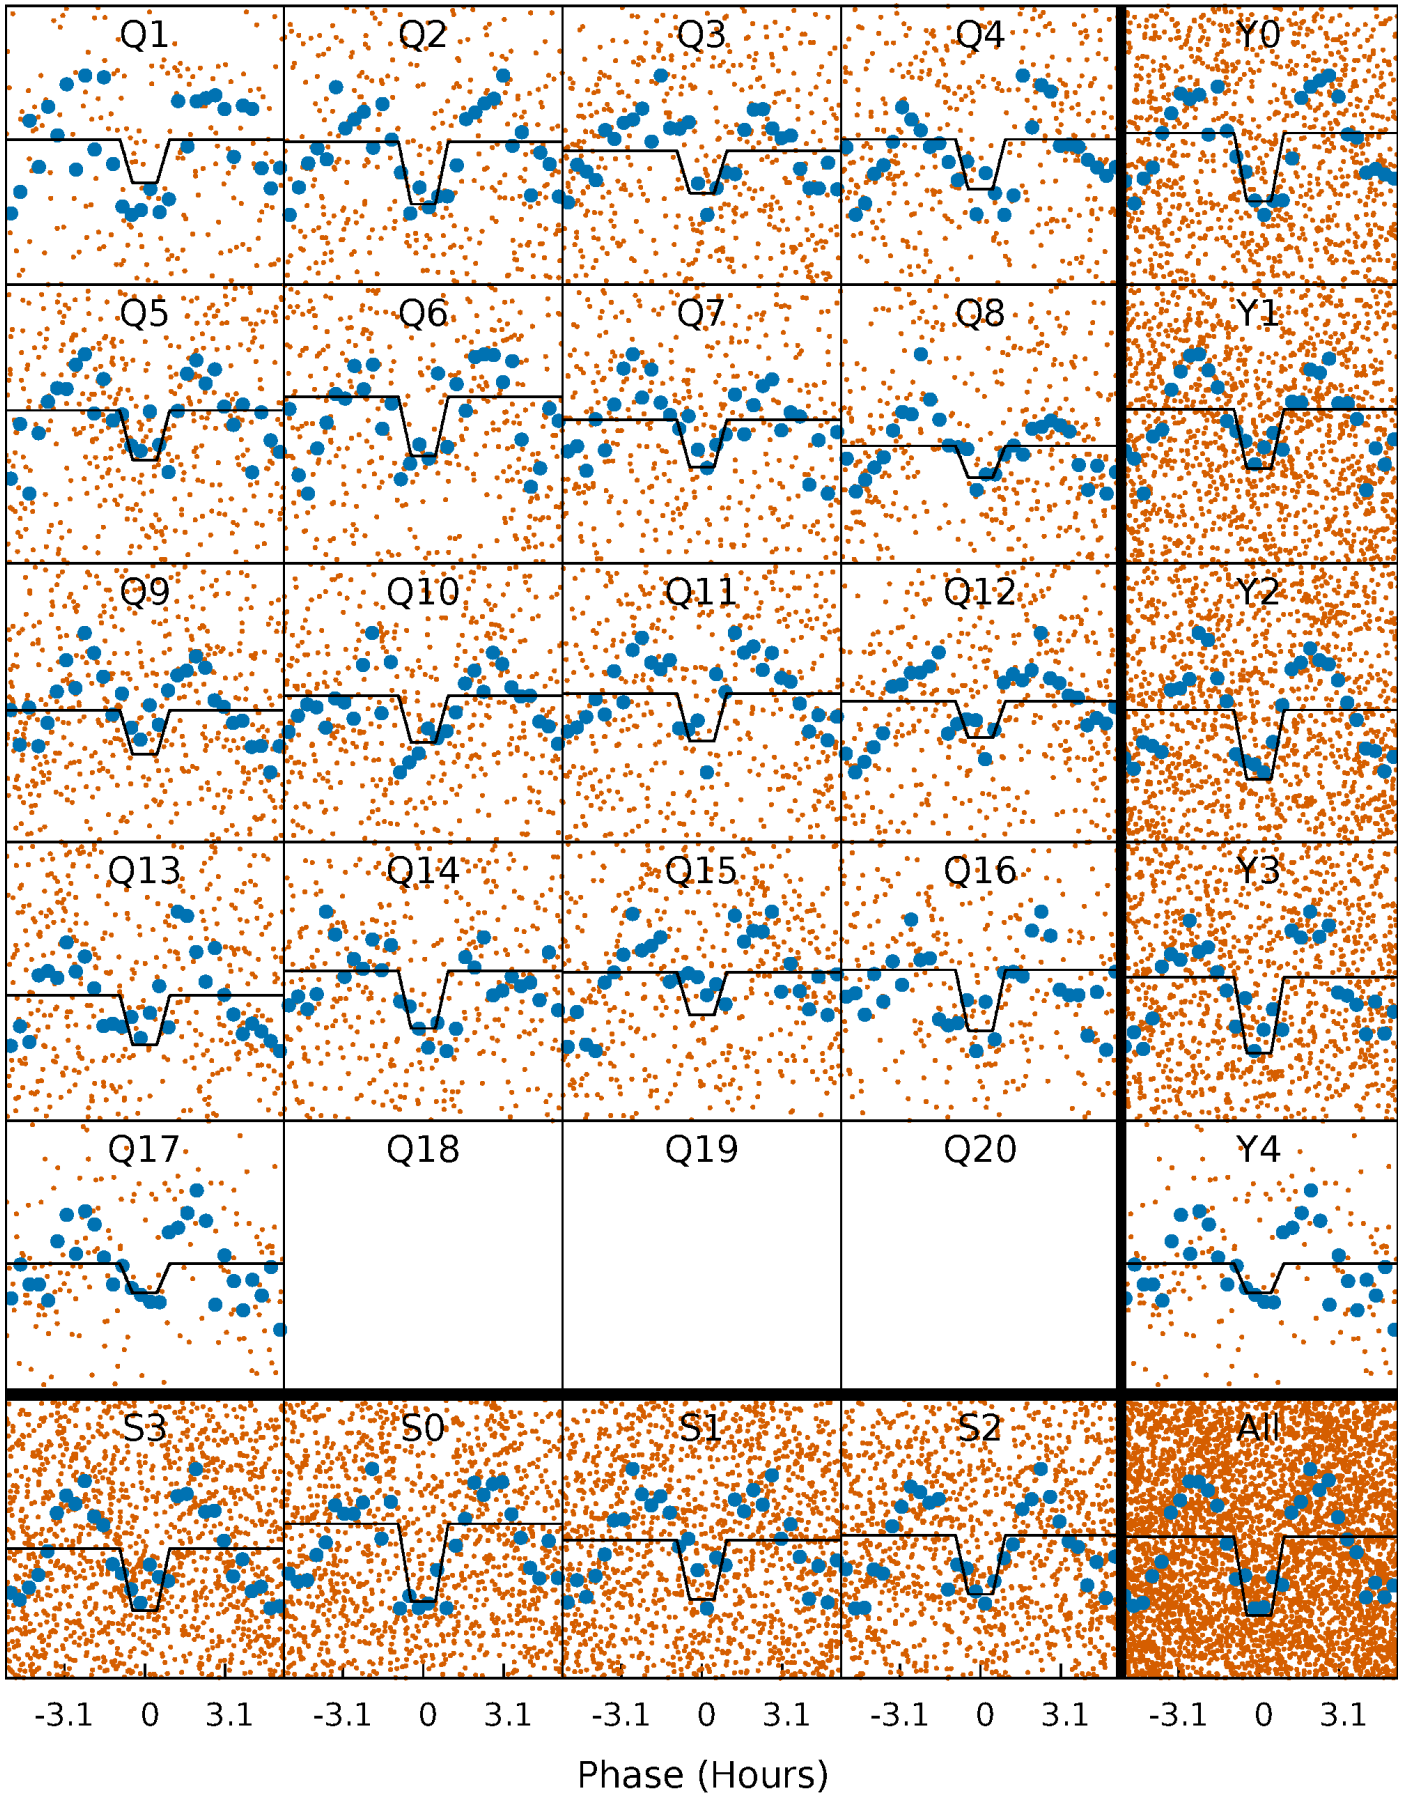 Q1 Q2 Q3 Q4 Y0
Q5 Q6 Q7 Q8 Y1
Q9 Q10 Q11 Q12 Y2
Q13 Q14 Q15 Q16 Y3
Q17 Q18 Q19 Q20 Y4
S3 S0 S1 S2 All
-3.1 0 3.1 -3.1 0 3.1 -3.1 0 3.1 -3.1 0 3.1 -3.1 0 3.1
Phase (Hours)